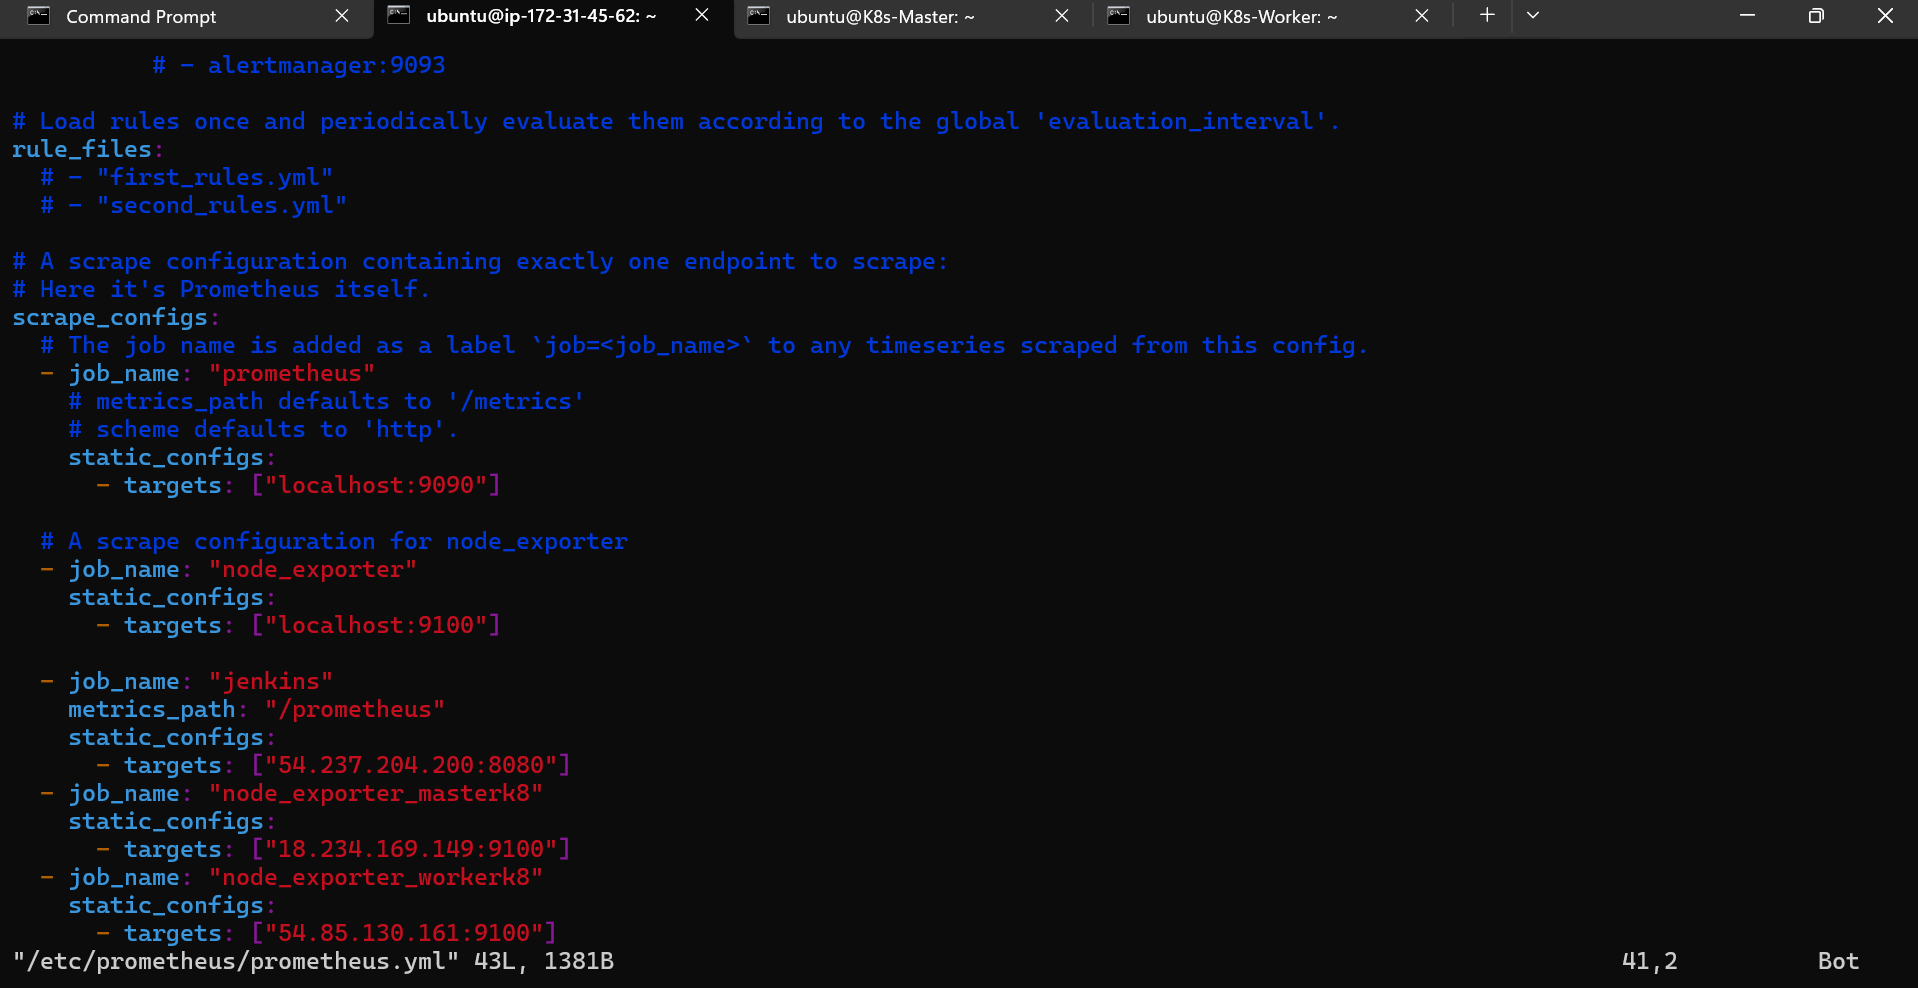 Command Prompt
ubuntu@ip-172-31-45-62: ~
ubuntu@K8s-Master: ~
ubuntu@K8s-Worker: ~
          # - alertmanager:9093

# Load rules once and periodically evaluate them according to the global 'evaluation_interval'.
rule_files:
  # - "first_rules.yml"
  # - "second_rules.yml"

# A scrape configuration containing exactly one endpoint to scrape:
# Here it's Prometheus itself.
scrape_configs:
  # The job name is added as a label `job=<job_name>` to any timeseries scraped from this config.
  - job_name: "prometheus"
    # metrics_path defaults to '/metrics'
    # scheme defaults to 'http'.
    static_configs:
      - targets: ["localhost:9090"]

  # A scrape configuration for node_exporter
  - job_name: "node_exporter"
    static_configs:
      - targets: ["localhost:9100"]

  - job_name: "jenkins"
    metrics_path: "/prometheus"
    static_configs:
      - targets: ["54.237.204.200:8080"]
  - job_name: "node_exporter_masterk8"
    static_configs:
      - targets: ["18.234.169.149:9100"]
  - job_name: "node_exporter_workerk8"
    static_configs:
      - targets: ["54.85.130.161:9100"]
"/etc/prometheus/prometheus.yml" 43L, 1381B 41,2 Bot